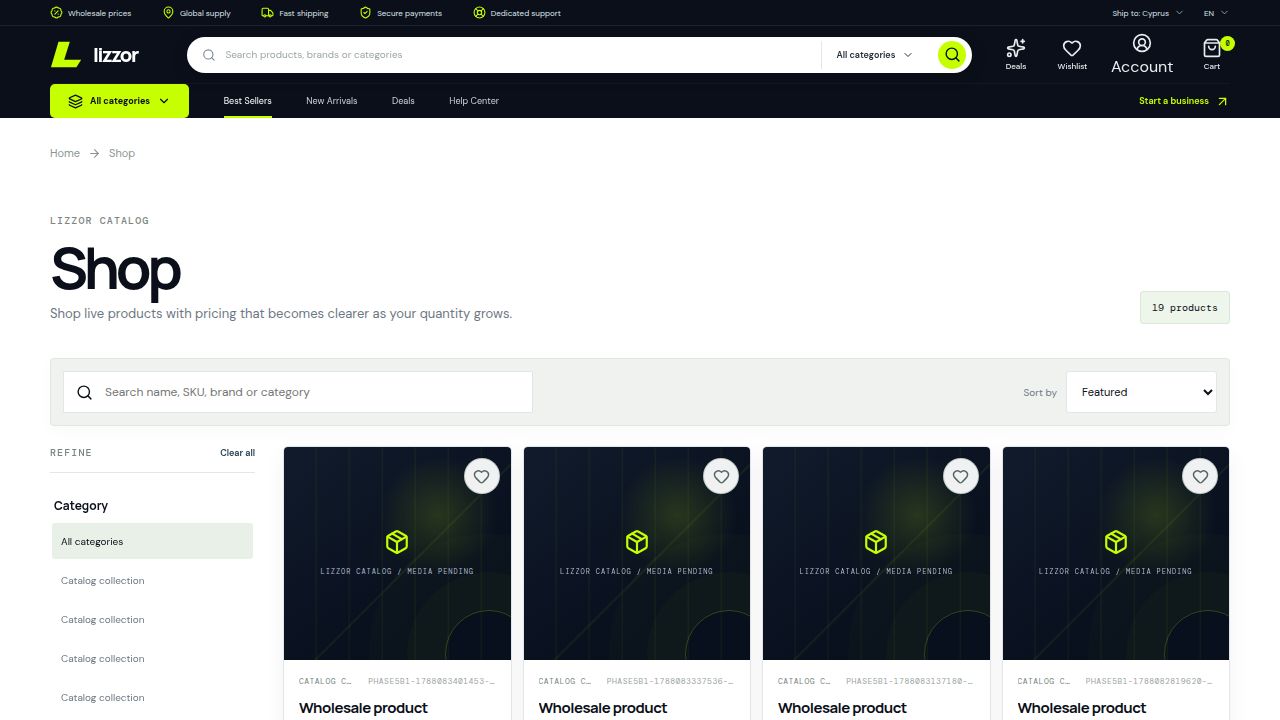 Wholesale prices Global supply Fast shipping Secure payments Dedicated support Ship to: Cyprus EN
lizzor Search products, brands or categories All categories Deals Wishlist Account Cart 0
All categories Best Sellers New Arrivals Deals Help Center Start a business
Home → Shop
LIZZOR CATALOG
Shop
Shop live products with pricing that becomes clearer as your quantity grows.
19 products
Search name, SKU, brand or category Sort by Featured
REFINE Clear all
Category
All categories
Catalog collection
Catalog collection
Catalog collection
Catalog collection
LIZZOR CATALOG / MEDIA PENDING LIZZOR CATALOG / MEDIA PENDING LIZZOR CATALOG / MEDIA PENDING LIZZOR CATALOG / MEDIA PENDING
CATALOG C… PHASE5B1-1788083401453-… CATALOG C… PHASE5B1-1788083337536-… CATALOG C… PHASE5B1-1788083137180-… CATALOG C… PHASE5B1-1788082819620-…
Wholesale product Wholesale product Wholesale product Wholesale product